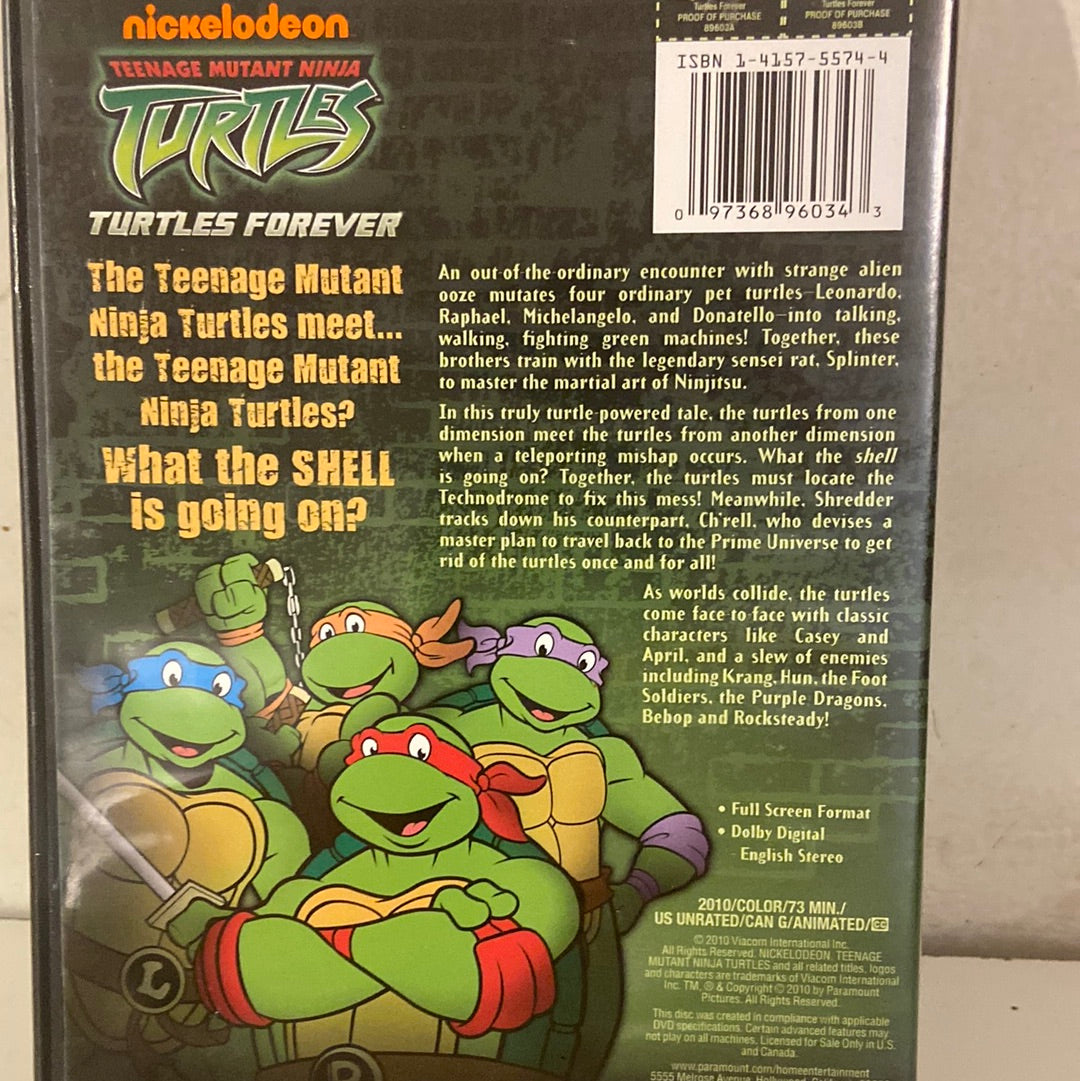 nickelodeon
TEENAGE MUTANT NINJA
TURTLES
TURTLES FOREVER
The Teenage Mutant
Ninja Turtles meet...
the Teenage Mutant
Ninja Turtles?
What the SHELL
is going on?
Turtles Forever
PROOF OF PURCHASE
89603A
Turtles Forever
PROOF OF PURCHASE
89603B
ISBN 1-4157-5574-4
0 97368 96034 3
An out-of-the-ordinary encounter with strange alien
ooze mutates four ordinary pet turtles—Leonardo,
Raphael, Michelangelo, and Donatello—into talking,
walking, fighting green machines! Together, these
brothers train with the legendary sensei rat, Splinter,
to master the martial art of Ninjitsu.
In this truly turtle-powered tale, the turtles from one
dimension meet the turtles from another dimension
when a teleporting mishap occurs. What the shell
is going on? Together, the turtles must locate the
Technodrome to fix this mess! Meanwhile, Shredder
tracks down his counterpart, Ch'rell, who devises a
master plan to travel back to the Prime Universe to get
rid of the turtles once and for all!
As worlds collide, the turtles
come face-to-face with classic
characters like Casey and
April, and a slew of enemies
including Krang, Hun, the Foot
Soldiers, the Purple Dragons,
Bebop and Rocksteady!
• Full Screen Format
• Dolby Digital
English Stereo
2010/COLOR/73 MIN./
US UNRATED/CAN G/ANIMATED/CC
© 2010 Viacom International Inc.
All Rights Reserved. NICKELODEON, TEENAGE
MUTANT NINJA TURTLES and all related titles, logos
and characters are trademarks of Viacom International
Inc. TM, ® & Copyright © 2010 by Paramount
Pictures. All Rights Reserved.
This disc was created in compliance with applicable
DVD specifications. Certain advanced features may
not play on all machines. Licensed for Sale Only in U.S.
and Canada.
www.paramount.com/homeentertainment
5555 Melrose Avenue, Hollywood,
L
R